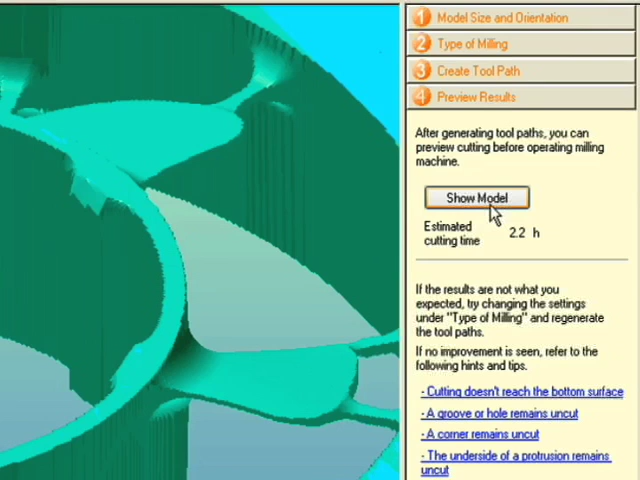 1 Model Size and Orientation
2 Type of Milling
3 Create Tool Path
4 Preview Results
After generating tool paths, you can
preview cutting before operating milling
machine.
Show Model
Estimated
cutting time 2.2 h
If the results are not what you
expected, try changing the settings
under "Type of Milling" and regenerate
the tool paths.
If no improvement is seen, refer to the
following hints and tips.
- Cutting doesn't reach the bottom surface
- A groove or hole remains uncut
- A corner remains uncut
- The underside of a protrusion remains
uncut